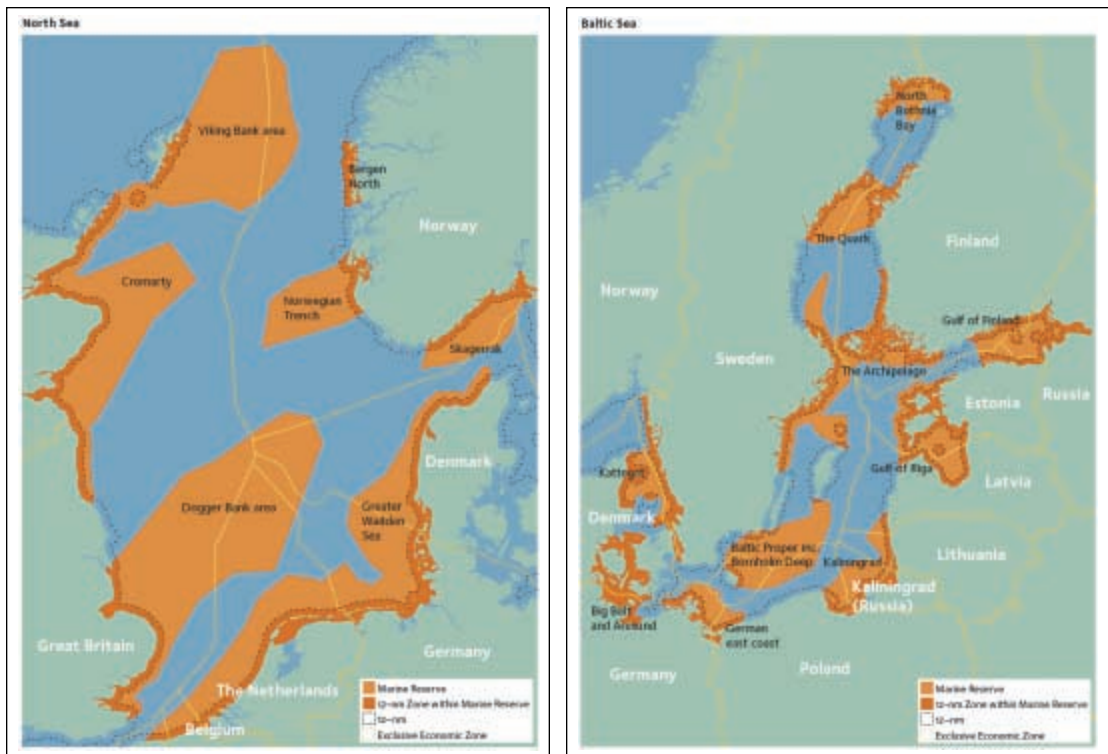 North Sea
Viking Bank area
Bergen
North
Norway
Cromarty
Norwegian
Trench
Skagerrak
Denmark
Dogger Bank area
Greater
Wadden
Sea
Great Britain
Germany
The Netherlands
Belgium
Marine Reserve
12-nm Zone within Marine Reserve
12-nm
Exclusive Economic Zone
Baltic Sea
North
Bothnia
Bay
The Quark
Finland
Norway
Gulf of Finland
Sweden
The Archipelago
Estonia
Russia
Kattegat
Gulf of Riga
Latvia
Denmark
Baltic Proper inc.
Bornholm Deep
Kaliningrad
Lithuania
Kaliningrad
(Russia)
Big Belt
and Øresund
German
east coast
Germany
Poland
Marine Reserve
12-nm Zone within Marine Reserve
12-nm
Exclusive Economic Zone